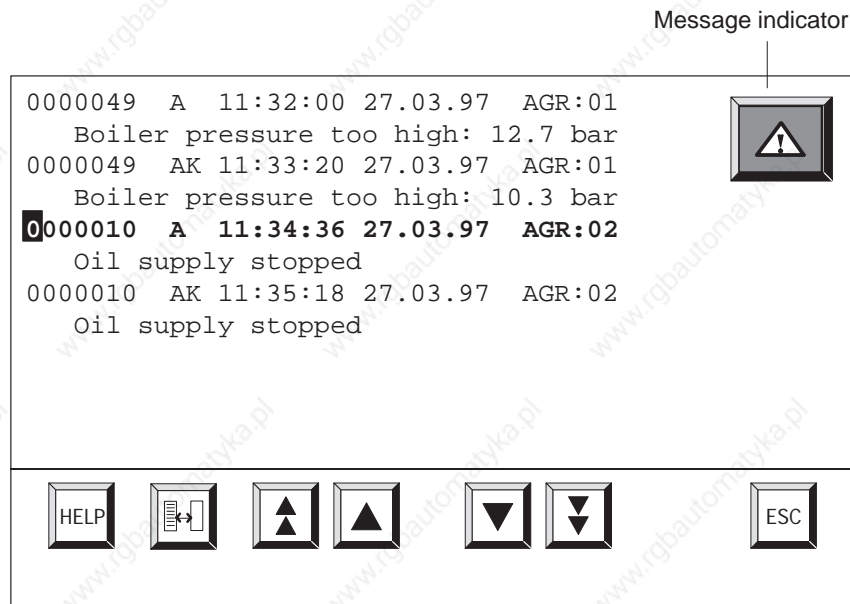 Message indicator
0000049 A 11:32:00 27.03.97 AGR:01
Boiler pressure too high: 12.7 bar
0000049 AK 11:33:20 27.03.97 AGR:01
Boiler pressure too high: 10.3 bar
0000010 A 11:34:36 27.03.97 AGR:02
Oil supply stopped
0000010 AK 11:35:18 27.03.97 AGR:02
Oil supply stopped
HELP ESC
www.rgbautomatyka.pl